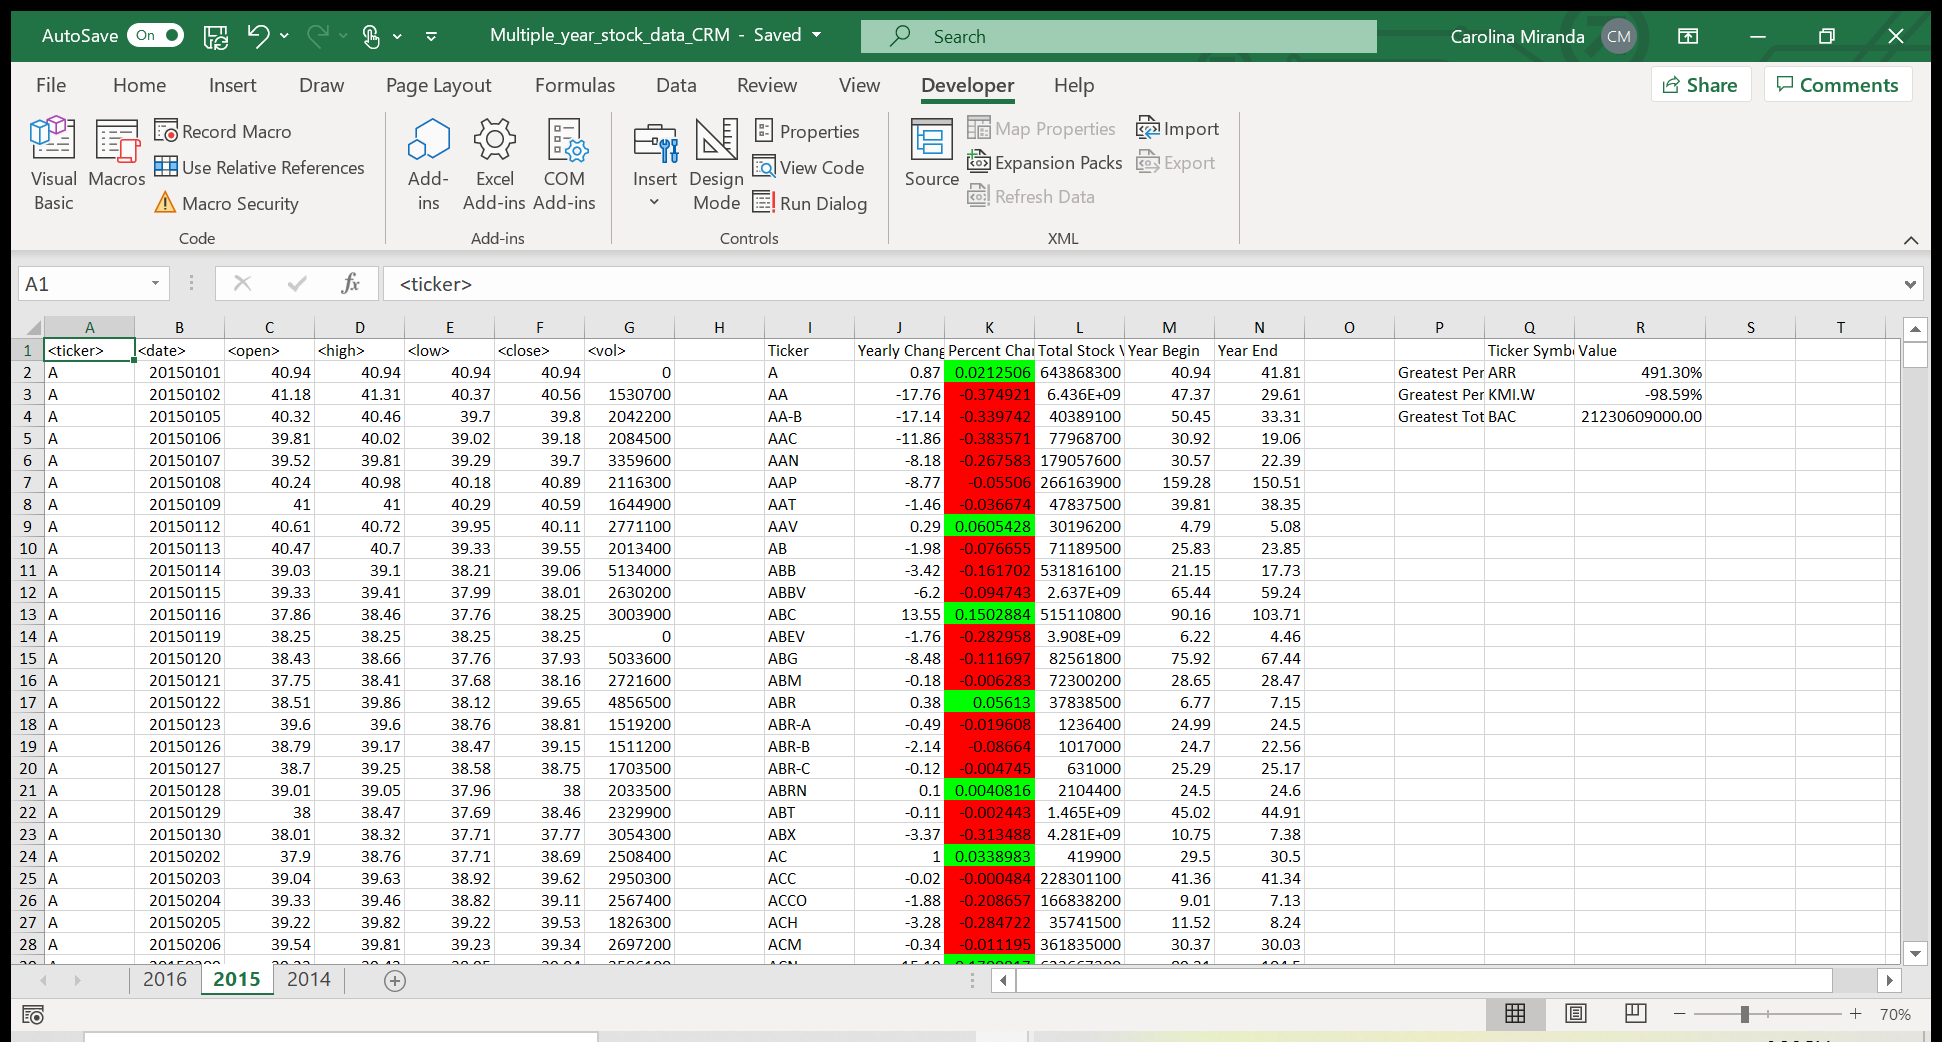 AutoSave On Multiple_year_stock_data_CRM - Saved Search Carolina Miranda CM
File Home Insert Draw Page Layout Formulas Data Review View Developer Help Share Comments
Visual Basic
Macros
Record Macro
Use Relative References
Macro Security
Code
Add-ins
Excel Add-ins
COM Add-ins
Add-ins
Insert
Design Mode
Properties
View Code
Run Dialog
Controls
Source
Map Properties
Expansion Packs
Refresh Data
Import
Export
XML
A1 fx <ticker>
A B C D E F G H I J K L M N O P Q R S T
1 <ticker> <date> <open> <high> <low> <close> <vol> Ticker Yearly Chang Percent Char Total Stock V Year Begin Year End Ticker Symbo Value
2 A 20150101 40.94 40.94 40.94 40.94 0 A 0.87 0.0212506 643868300 40.94 41.81 Greatest Per ARR 491.30%
3 A 20150102 41.18 41.31 40.37 40.56 1530700 AA -17.76 -0.374921 6.436E+09 47.37 29.61 Greatest Per KMI.W -98.59%
4 A 20150105 40.32 40.46 39.7 39.8 2042200 AA-B -17.14 -0.339742 40389100 50.45 33.31 Greatest Tot BAC 21230609000.00
5 A 20150106 39.81 40.02 39.02 39.18 2084500 AAC -11.86 -0.383571 77968700 30.92 19.06
6 A 20150107 39.52 39.81 39.29 39.7 3359600 AAN -8.18 -0.267583 179057600 30.57 22.39
7 A 20150108 40.24 40.98 40.18 40.89 2116300 AAP -8.77 -0.05506 266163900 159.28 150.51
8 A 20150109 41 41 40.29 40.59 1644900 AAT -1.46 -0.036674 47837500 39.81 38.35
9 A 20150112 40.61 40.72 39.95 40.11 2771100 AAV 0.29 0.0605428 30196200 4.79 5.08
10 A 20150113 40.47 40.7 39.33 39.55 2013400 AB -1.98 -0.076655 71189500 25.83 23.85
11 A 20150114 39.03 39.1 38.21 39.06 5134000 ABB -3.42 -0.161702 531816100 21.15 17.73
12 A 20150115 39.33 39.41 37.99 38.01 2630200 ABBV -6.2 -0.094743 2.637E+09 65.44 59.24
13 A 20150116 37.86 38.46 37.76 38.25 3003900 ABC 13.55 0.1502884 515110800 90.16 103.71
14 A 20150119 38.25 38.25 38.25 38.25 0 ABEV -1.76 -0.282958 3.908E+09 6.22 4.46
15 A 20150120 38.43 38.66 37.76 37.93 5033600 ABG -8.48 -0.111697 82561800 75.92 67.44
16 A 20150121 37.75 38.41 37.68 38.16 2721600 ABM -0.18 -0.006283 72300200 28.65 28.47
17 A 20150122 38.51 39.86 38.12 39.65 4856500 ABR 0.38 0.05613 37838500 6.77 7.15
18 A 20150123 39.6 39.6 38.76 38.81 1519200 ABR-A -0.49 -0.019608 1236400 24.99 24.5
19 A 20150126 38.79 39.17 38.47 39.15 1511200 ABR-B -2.14 -0.08664 1017000 24.7 22.56
20 A 20150127 38.7 39.25 38.58 38.75 1703500 ABR-C -0.12 -0.004745 631000 25.29 25.17
21 A 20150128 39.01 39.05 37.96 38 2033500 ABRN 0.1 0.0040816 2104400 24.5 24.6
22 A 20150129 38 38.47 37.69 38.46 2329900 ABT -0.11 -0.002443 1.465E+09 45.02 44.91
23 A 20150130 38.01 38.32 37.71 37.77 3054300 ABX -3.37 -0.313488 4.281E+09 10.75 7.38
24 A 20150202 37.9 38.76 37.71 38.69 2508400 AC 1 0.0338983 419900 29.5 30.5
25 A 20150203 39.04 39.63 38.92 39.62 2950300 ACC -0.02 -0.000484 228301100 41.36 41.34
26 A 20150204 39.33 39.46 38.82 39.11 2567400 ACCO -1.88 -0.208657 166838200 9.01 7.13
27 A 20150205 39.22 39.82 39.22 39.53 1826300 ACH -3.28 -0.284722 35741500 11.52 8.24
28 A 20150206 39.54 39.81 39.23 39.34 2697200 ACM -0.34 -0.011195 361835000 30.37 30.03
2016 2015 2014
70%